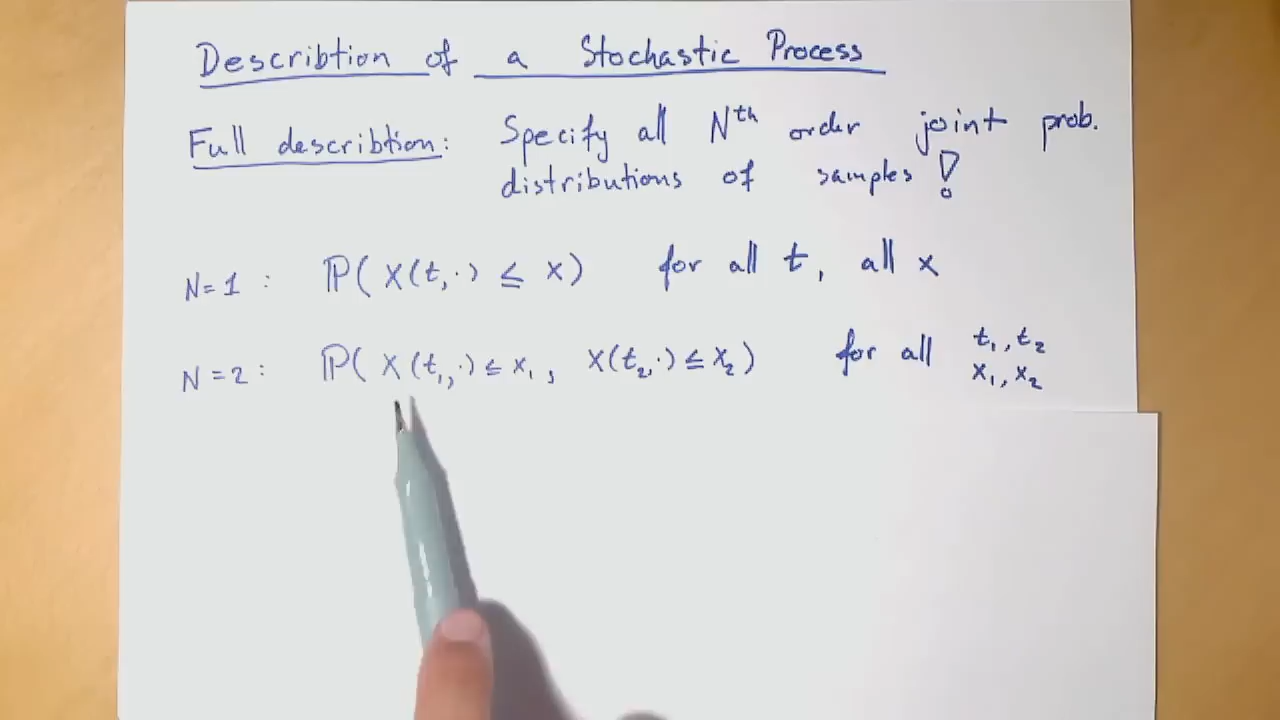 Describtion of a Stochastic Process
Full describtion: Specify all Nth order joint prob.
distributions of samples!
N=1: ℙ(X(t,·) ≤ x) for all t, all x
N=2: ℙ(X(t₁,·) ≤ x₁, X(t₂,·) ≤ x₂) for all t₁,t₂
x₁,x₂